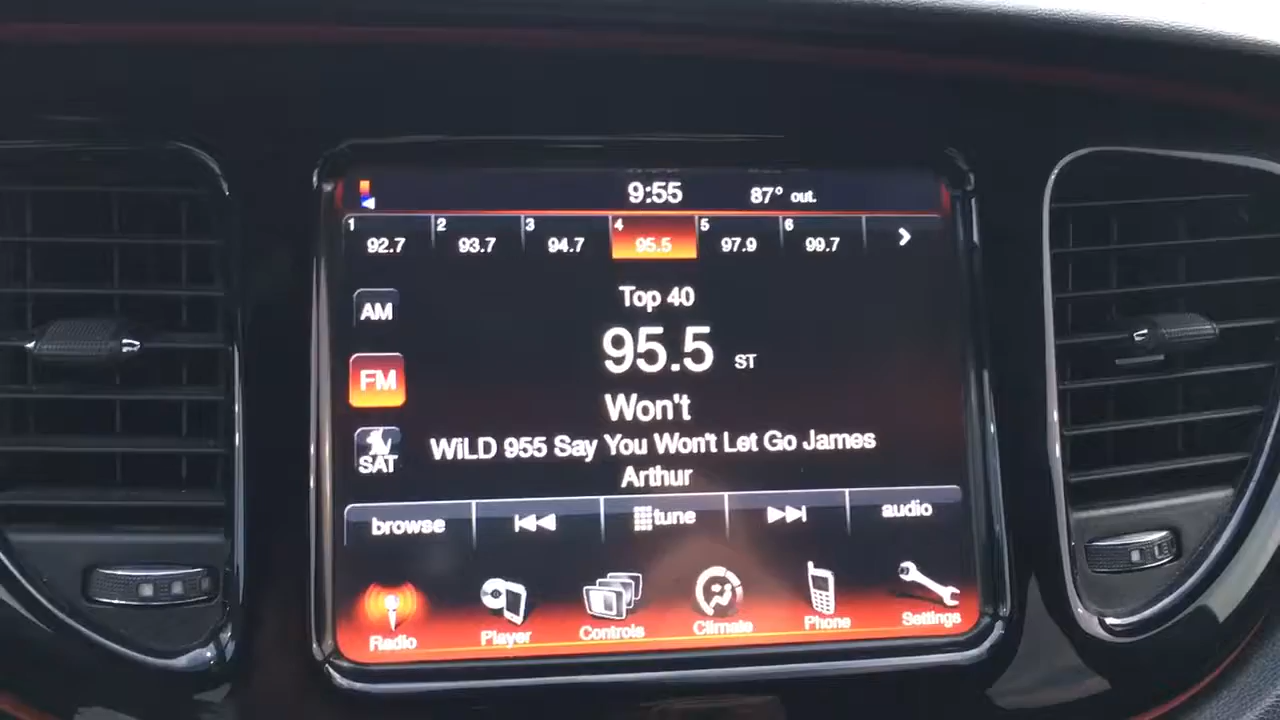 9:55 87° out.
1 2 3 4 5 6
92.7 93.7 94.7 95.5 97.9 99.7
Top 40
AM
95.5 ST
FM
Won't
WiLD 955 Say You Won't Let Go James
Arthur
SAT
browse tune audio
Radio Player Controls Climate Phone Settings